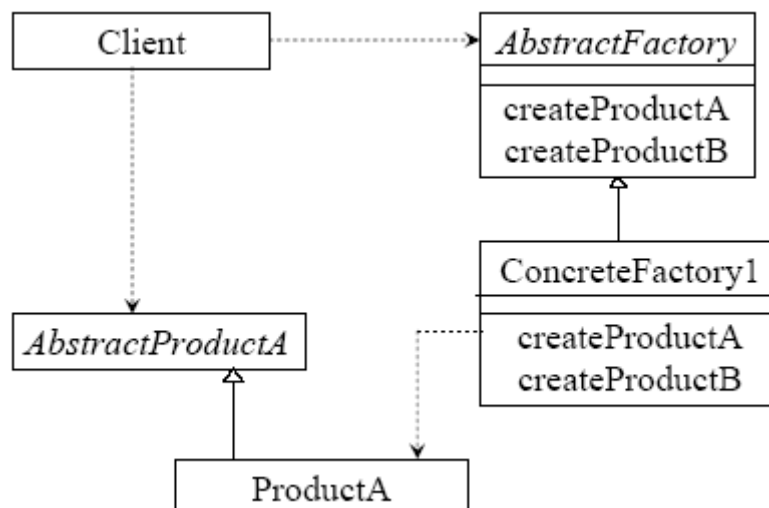 Client
AbstractFactory
createProductA
createProductB
ConcreteFactory1
createProductA
createProductB
AbstractProductA
ProductA